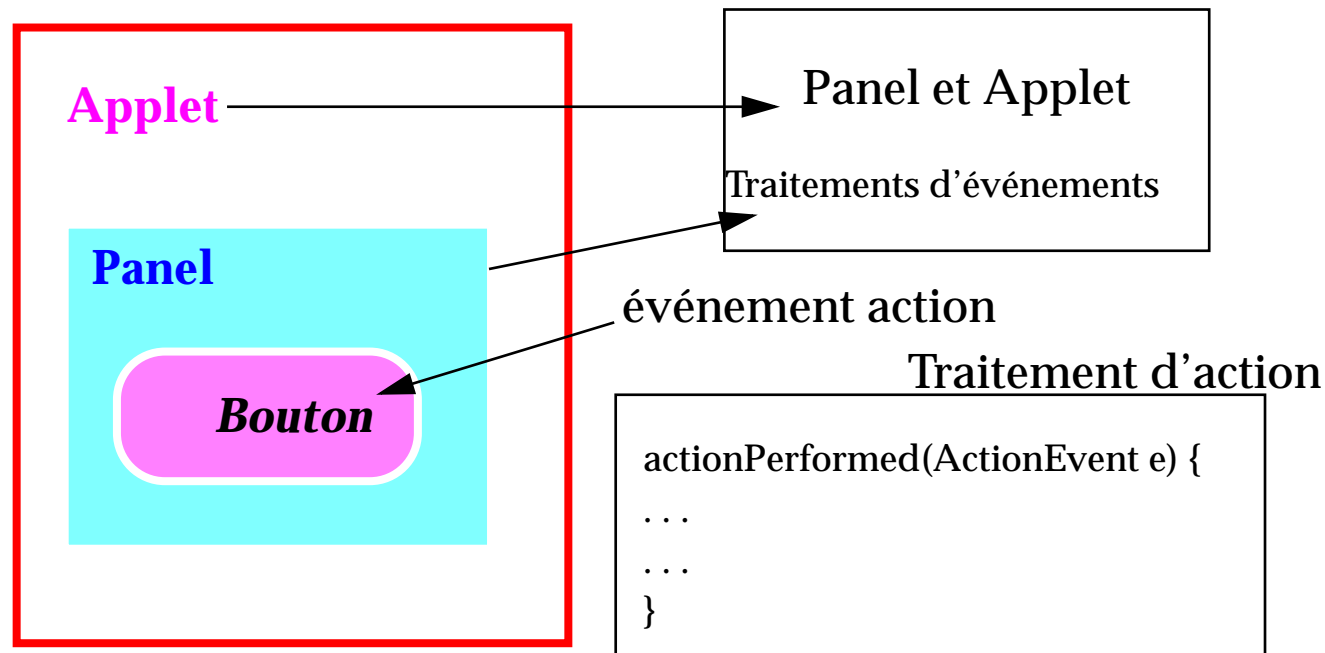 Applet
Panel et Applet
Traitements d’événements
Panel
événement action
Bouton
Traitement d’action
actionPerformed(ActionEvent e) {
. . .
. . .
}